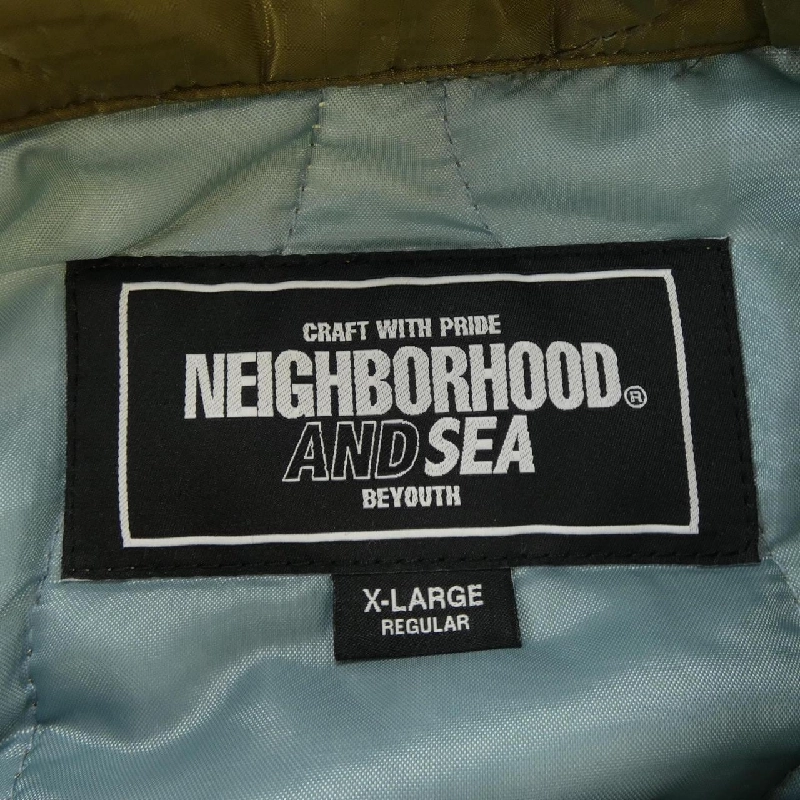 CRAFT WITH PRIDE
NEIGHBORHOOD®
AND SEA
BEYOUTH
X-LARGE
REGULAR